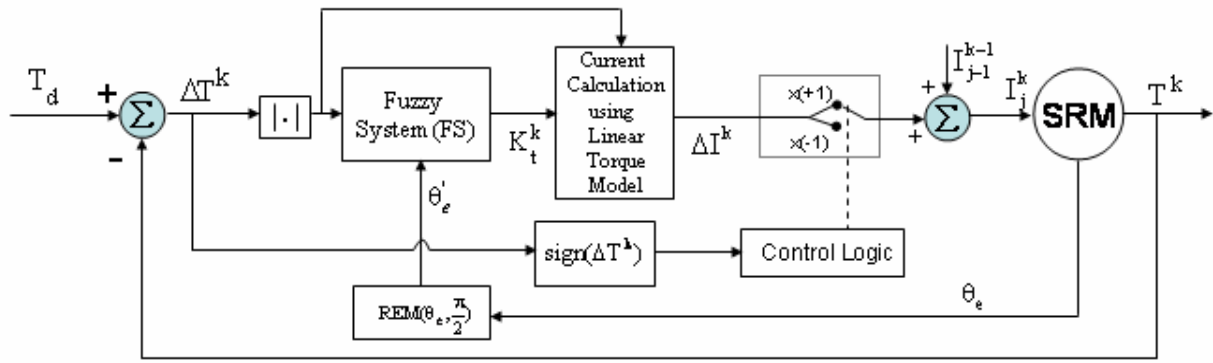 T_d
+
-
Σ
ΔT^k
|·|
Fuzzy
System (FS)
K_t^k
Current
Calculation
using
Linear
Torque
Model
ΔI^k
x(+1)
x(-1)
I_{j-1}^{k-1}
+
+
Σ
I_j^k
SRM
T^k
θ_e'
sign(ΔT^k)
Control Logic
REM(θ_e, π/2)
θ_e